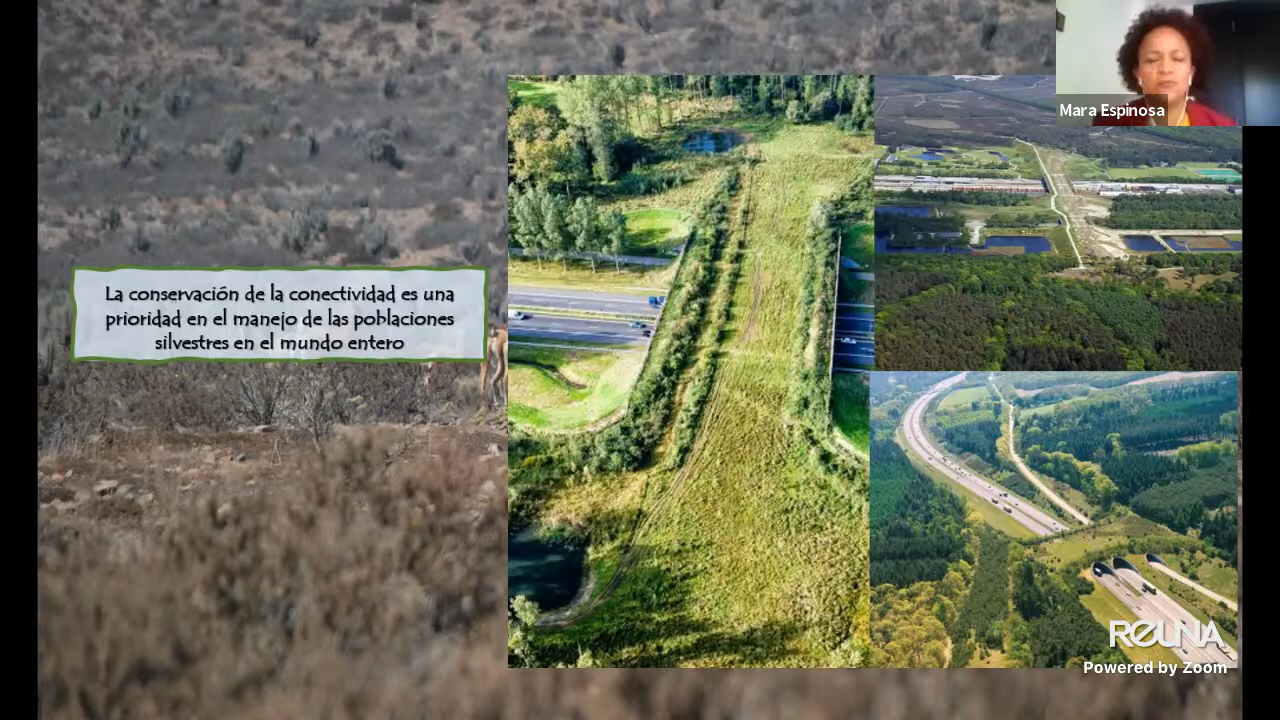 Mara Espinosa
La conservación de la conectividad es una
prioridad en el manejo de las poblaciones
silvestres en el mundo entero
REUNA
Powered by Zoom